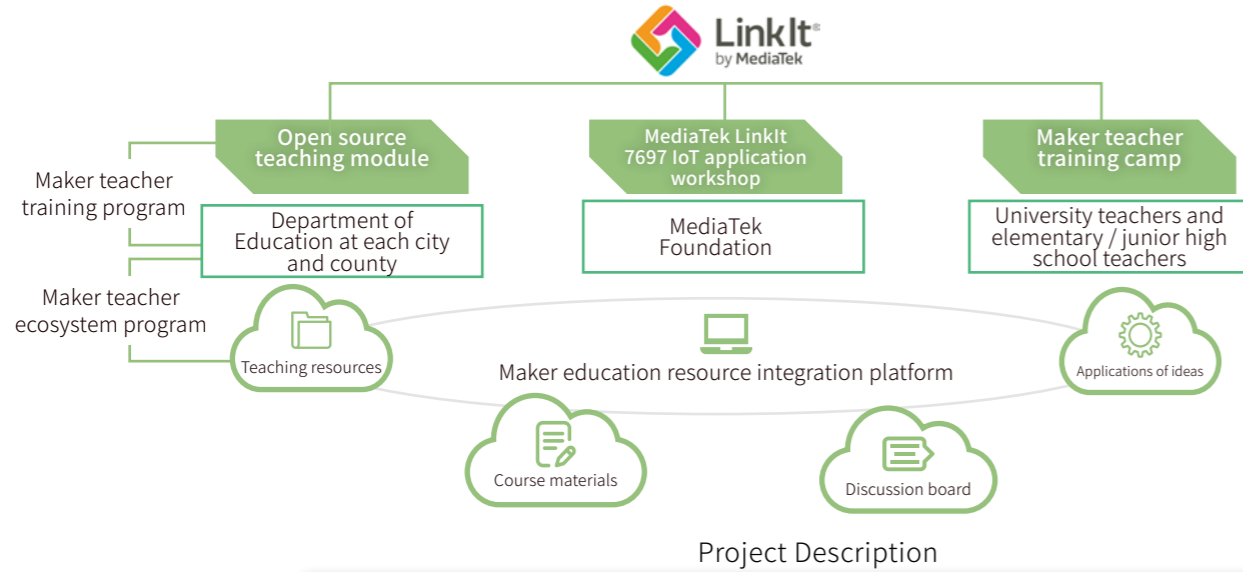 LinkIt®
by MediaTek
Open source
teaching module
MediaTek LinkIt
7697 IoT application
workshop
Maker teacher
training camp
Maker teacher
training program
Department of
Education at each city
and county
MediaTek
Foundation
University teachers and
elementary / junior high
school teachers
Maker teacher
ecosystem program
Teaching resources
Maker education resource integration platform
Applications of ideas
Course materials
Discussion board
Project Description